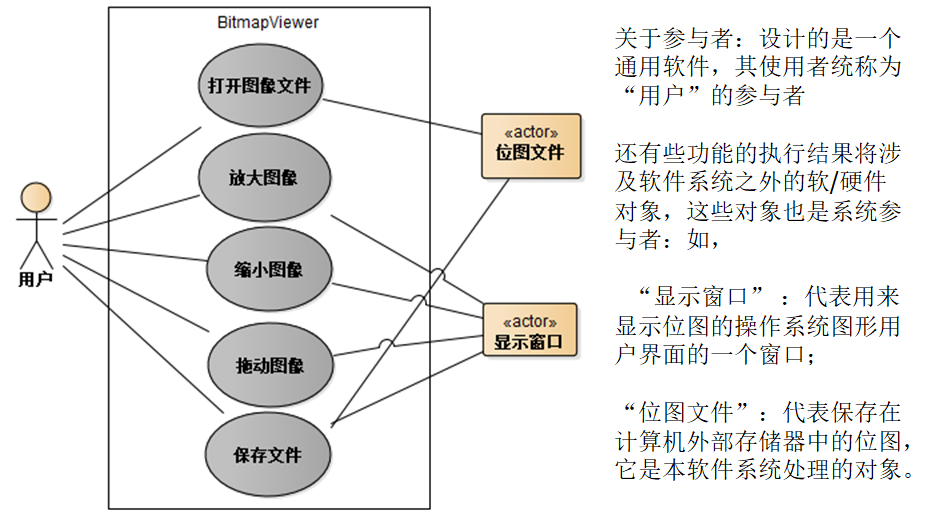 BitmapViewer
打开图像文件
放大图像
缩小图像
拖动图像
保存文件
用户
«actor»
位图文件
«actor»
显示窗口
关于参与者：设计的是一个
通用软件，其使用者统称为
“用户”的参与者
还有些功能的执行结果将涉
及软件系统之外的软/硬件
对象，这些对象也是系统参
与者：如，
“显示窗口” ：代表用来
显示位图的操作系统图形用
户界面的一个窗口；
“位图文件”：代表保存在
计算机外部存储器中的位图，
它是本软件系统处理的对象。